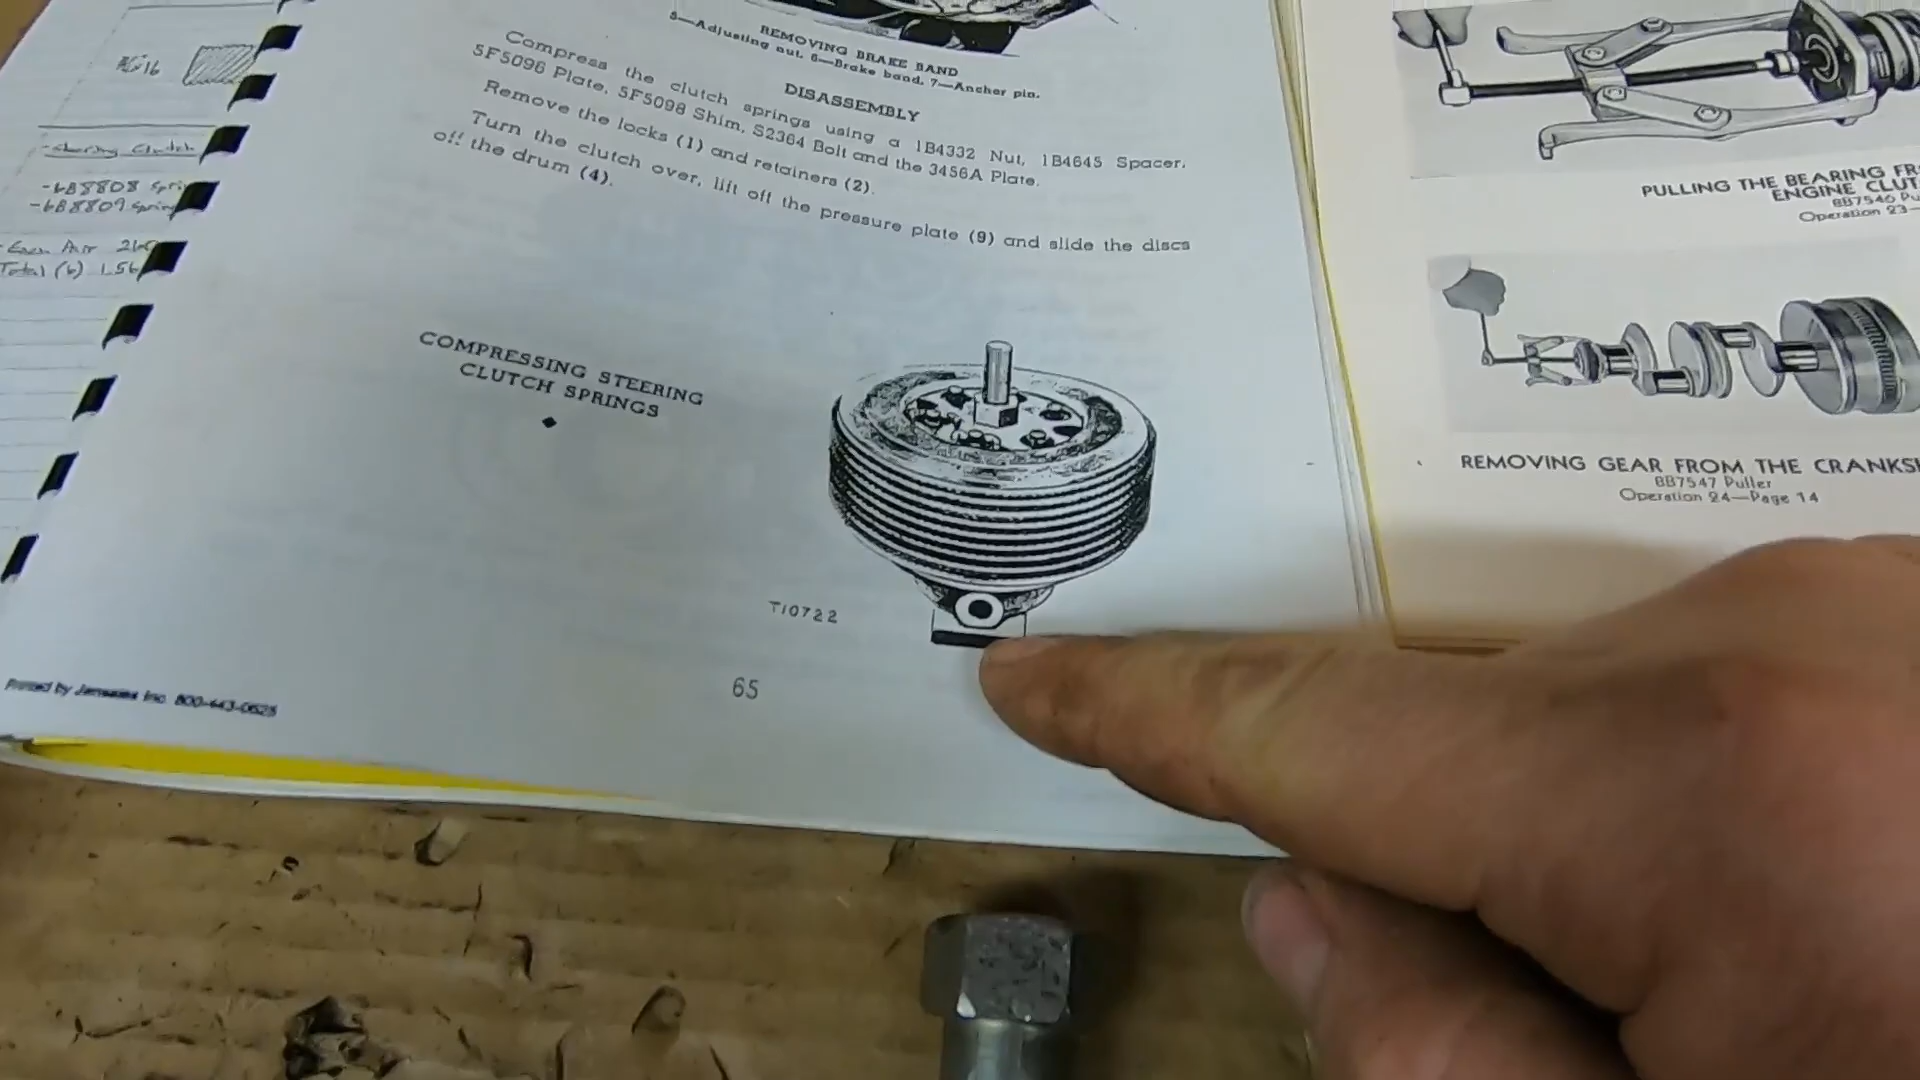 REMOVING BRAKE BAND
5—Adjusting nut. 6—Brake band. 7—Anchor pin.
DISASSEMBLY
Compress the clutch springs using a 1B4332 Nut, 1B4645 Spacer,
5F5096 Plate, 5F5098 Shim, S2364 Bolt and the 3456A Plate.
Remove the locks (1) and retainers (2).
Turn the clutch over, lift off the pressure plate (9) and slide the discs
off the drum (4).
COMPRESSING STEERING
CLUTCH SPRINGS
T10722
65
Printed by Jensales Inc. 800-443-0625
Steering Clutch
-6B8808 Spri
-6B8809 Spring
Total (6) 1.56
PULLING THE BEARING FR
ENGINE CLUT
8B7546 Pu
Operation 23—
REMOVING GEAR FROM THE CRANKSH
8B7547 Puller
Operation 24—Page 14